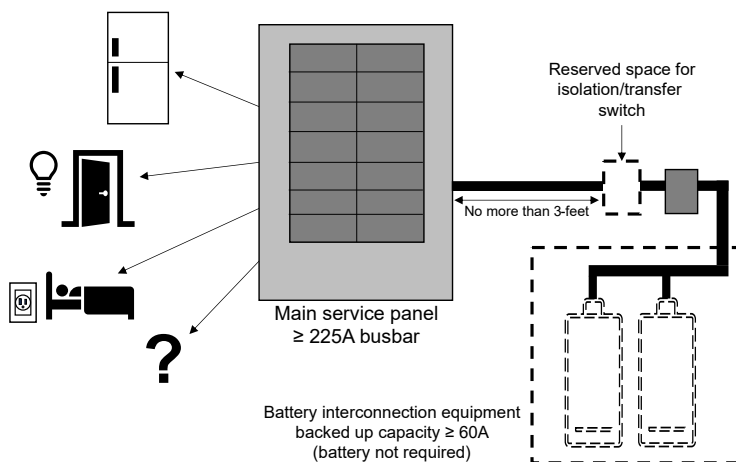 Reserved space for
isolation/transfer
switch
No more than 3-feet
Main service panel
≥ 225A busbar
?
Battery interconnection equipment
backed up capacity ≥ 60A
(battery not required)